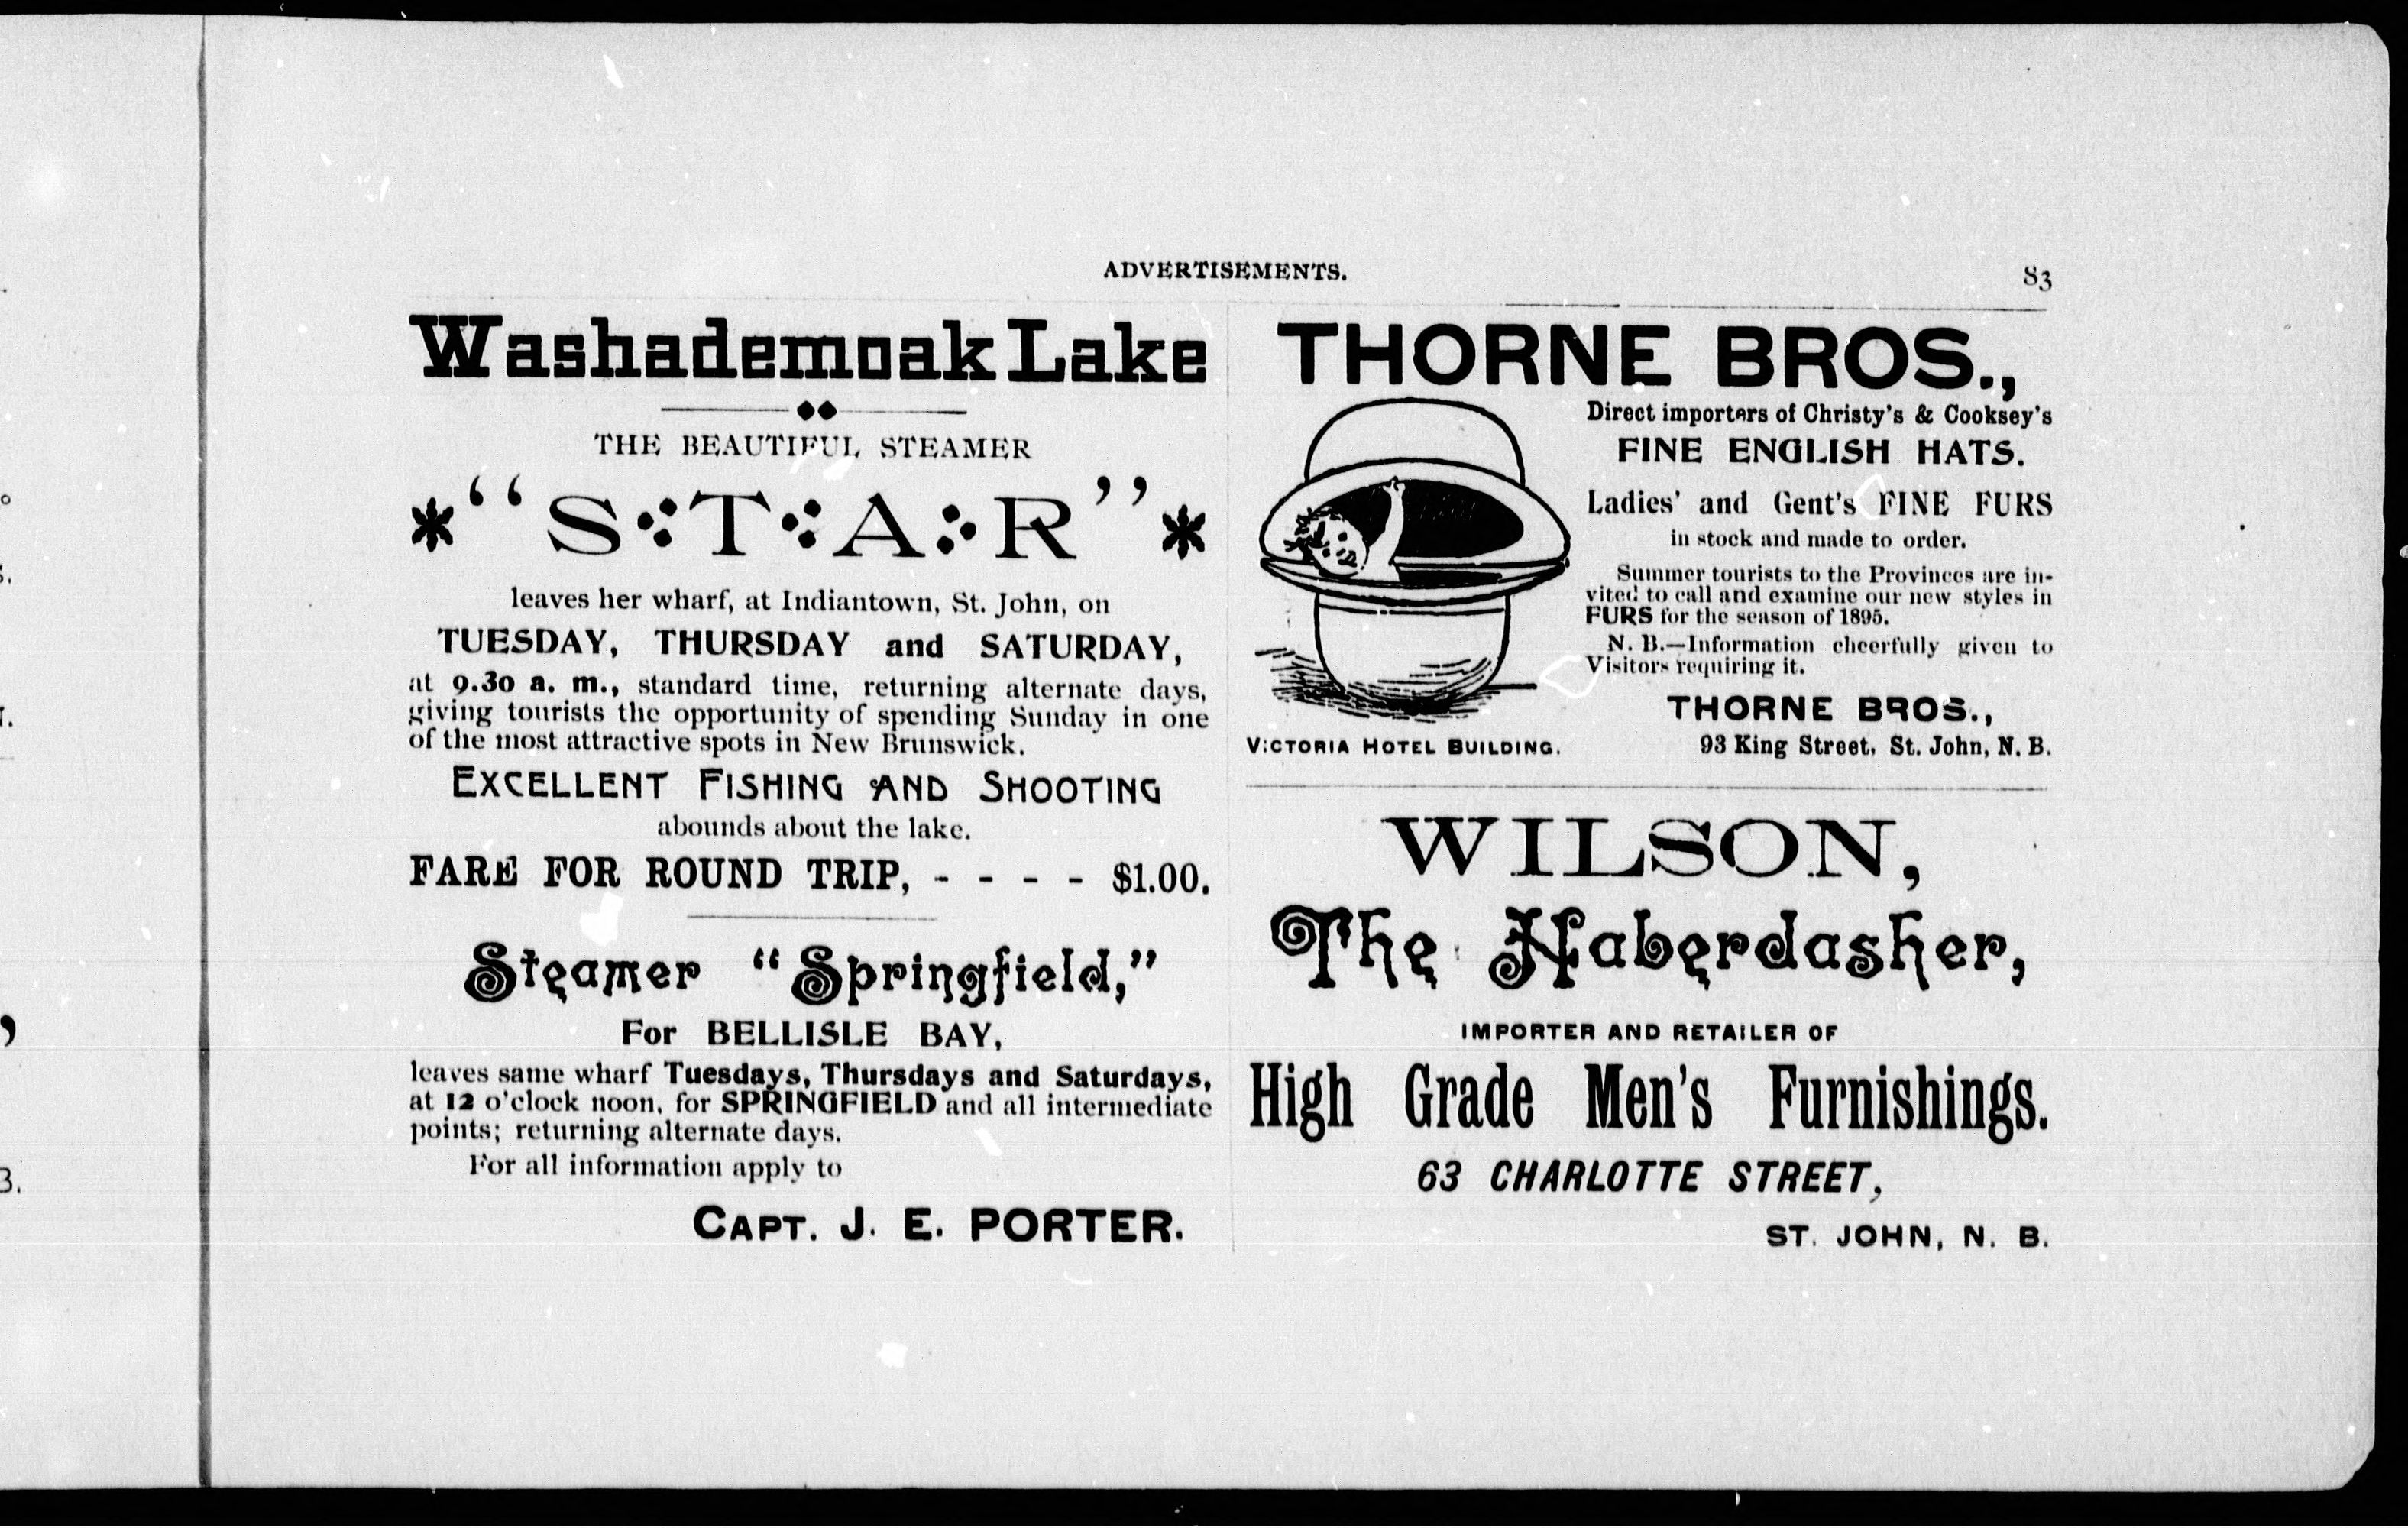 ADVERTISEMENTS.
83
Washademoak Lake
THE BEAUTIFUL STEAMER
* "S T A R" *
leaves her wharf, at Indiantown, St. John, on
TUESDAY, THURSDAY and SATURDAY,
at 9.30 a. m., standard time, returning alternate days,
giving tourists the opportunity of spending Sunday in one
of the most attractive spots in New Brunswick.
EXCELLENT FISHING AND SHOOTING
abounds about the lake.
FARE FOR ROUND TRIP, - - - - $1.00.
Steamer "Springfield,"
For BELLISLE BAY,
leaves same wharf Tuesdays, Thursdays and Saturdays,
at 12 o'clock noon, for SPRINGFIELD and all intermediate
points; returning alternate days.
For all information apply to
CAPT. J. E. PORTER.
THORNE BROS.,
Direct importers of Christy's & Cooksey's
FINE ENGLISH HATS.
Ladies' and Gent's FINE FURS
in stock and made to order.
Summer tourists to the Provinces are in-
vited to call and examine our new styles in
FURS for the season of 1895.
N. B.—Information cheerfully given to
Visitors requiring it.
THORNE BROS.,
VICTORIA HOTEL BUILDING.
93 King Street, St. John, N. B.
WILSON,
The Haberdasher,
IMPORTER AND RETAILER OF
High Grade Men's Furnishings.
63 CHARLOTTE STREET,
ST. JOHN, N. B.